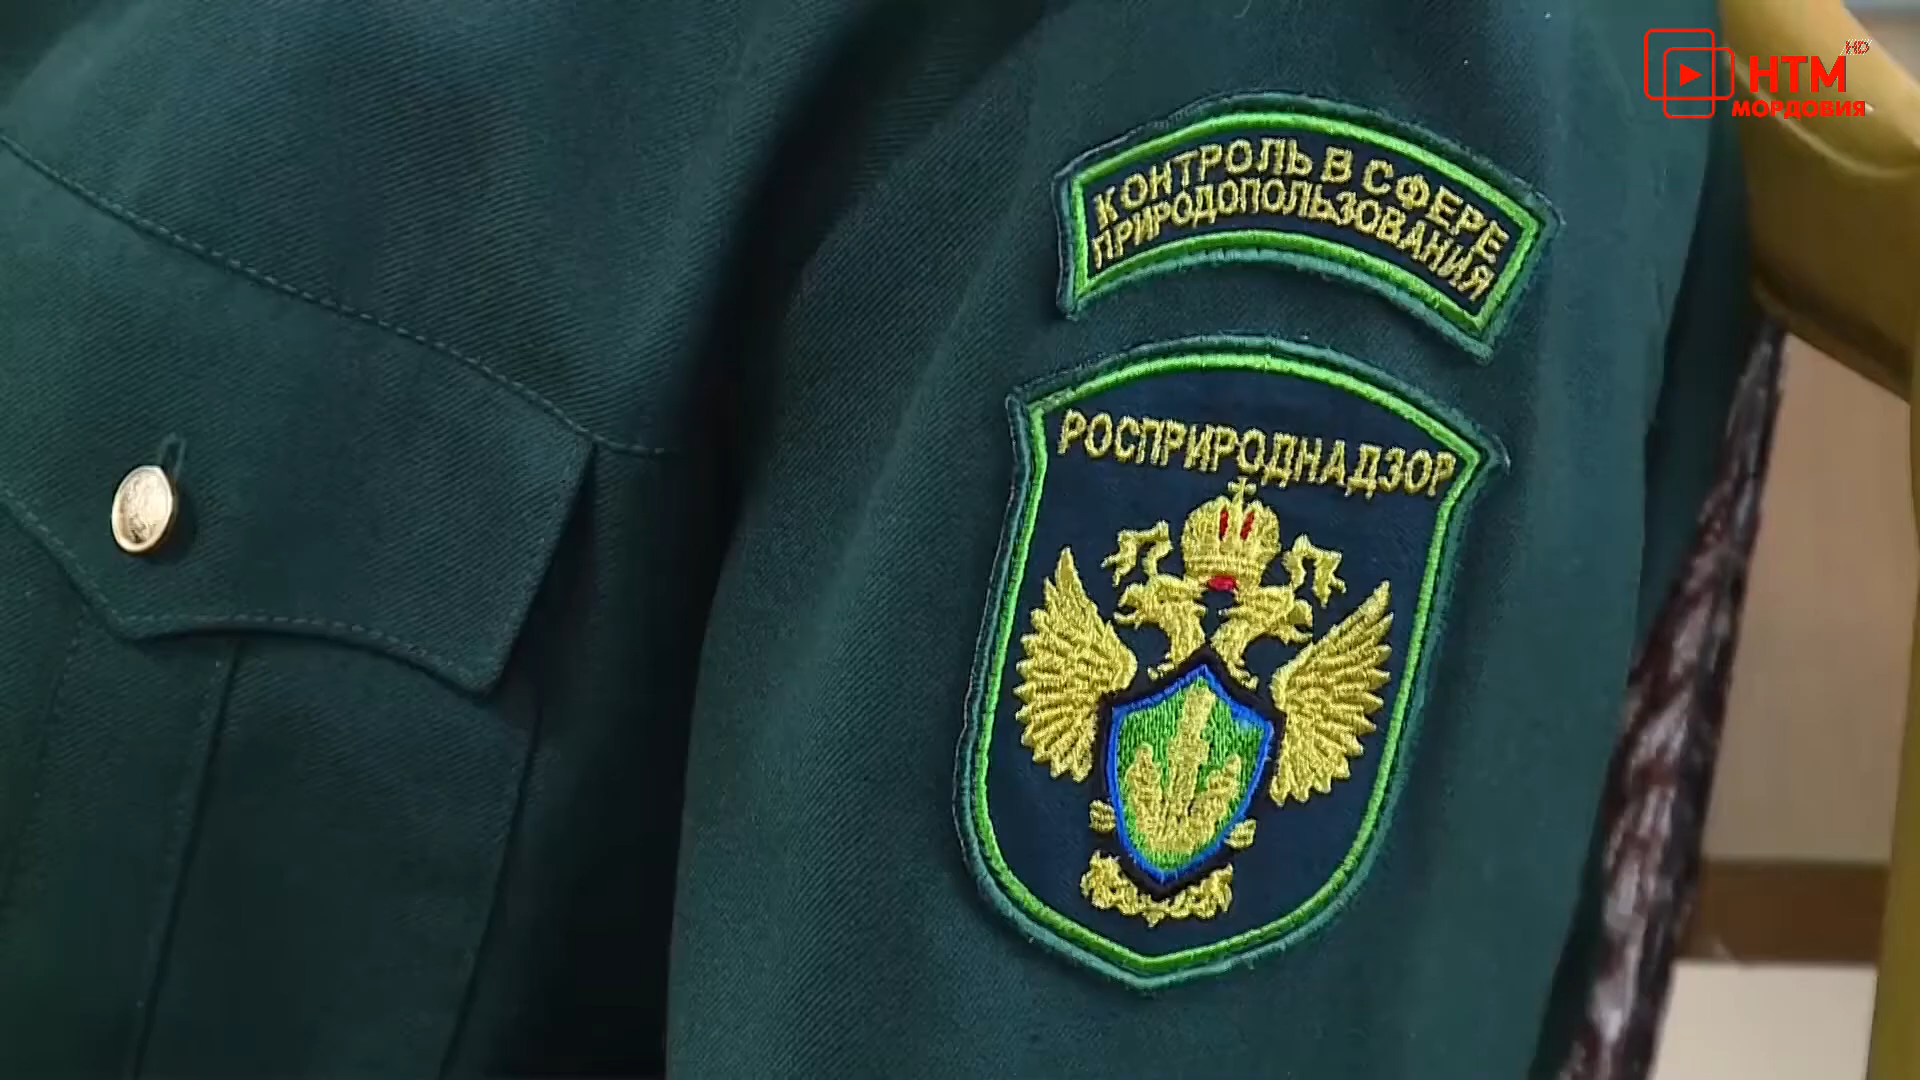 НТМ HD
МОРДОВИЯ
КОНТРОЛЬ В СФЕРЕ
ПРИРОДОПОЛЬЗОВАНИЯ
РОСПРИРОДНАДЗОР